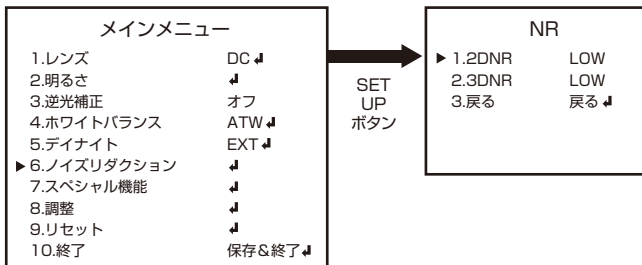 メインメニュー
1.レンズ DC↲
2.明るさ ↲
3.逆光補正 オフ
4.ホワイトバランス ATW↲
5.デイナイト EXT↲
▶ 6.ノイズリダクション ↲
7.スペシャル機能 ↲
8.調整 ↲
9.リセット ↲
10.終了 保存&終了↲
SET
UP
ボタン
NR
▶ 1.2DNR LOW
2.3DNR LOW
3.戻る 戻る↲